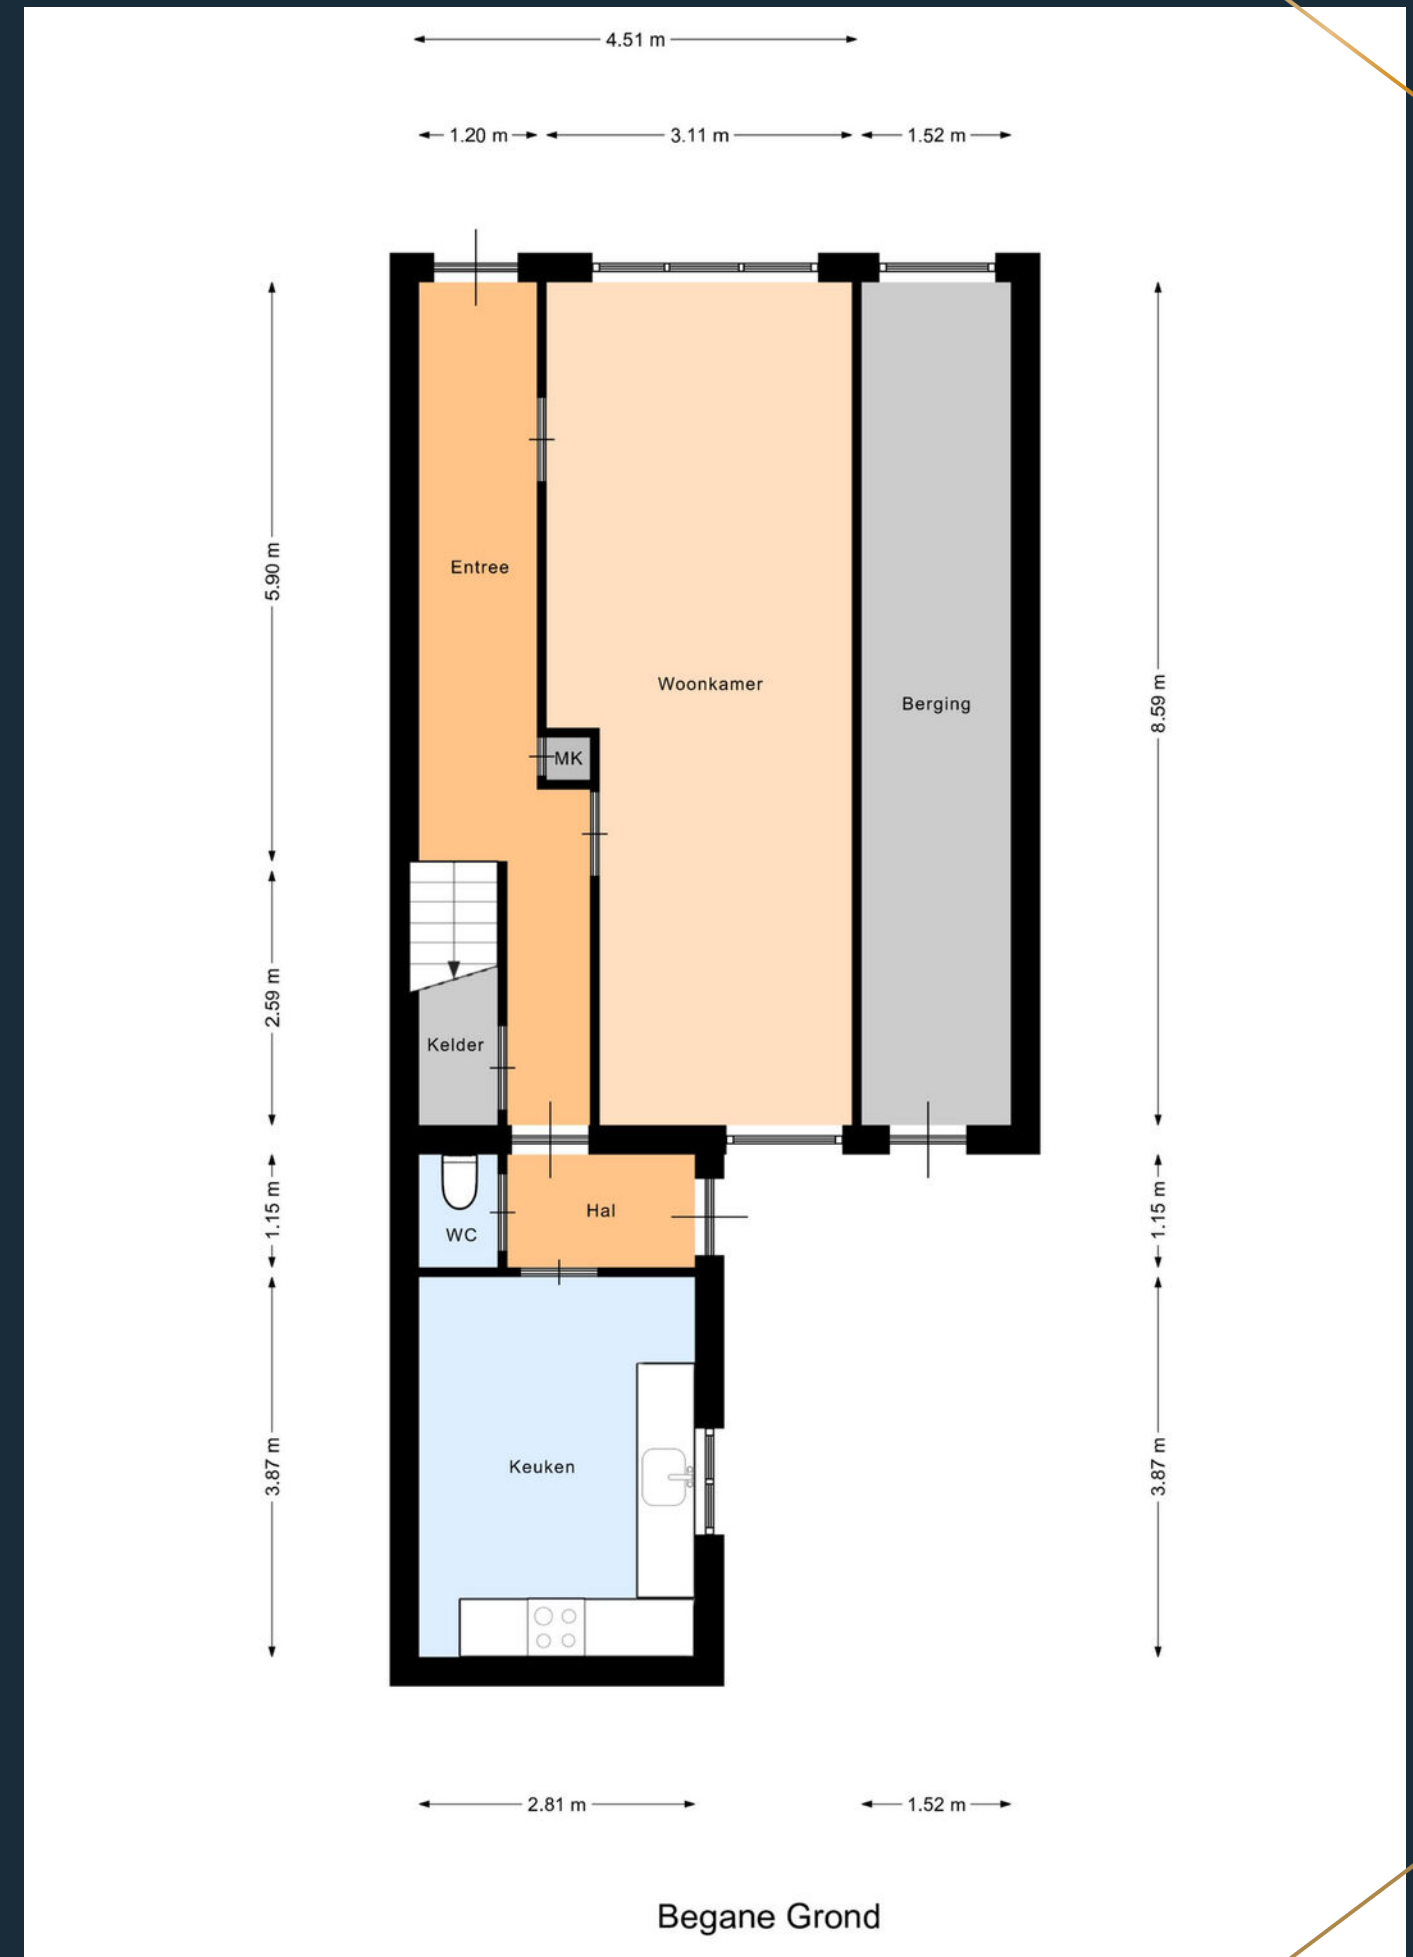 4.51 m
1.20 m
3.11 m
1.52 m
5.90 m
Entree
Woonkamer
Berging
8.59 m
MK
2.59 m
Kelder
1.15 m
WC
Hal
1.15 m
3.87 m
Keuken
3.87 m
2.81 m
1.52 m
Begane Grond